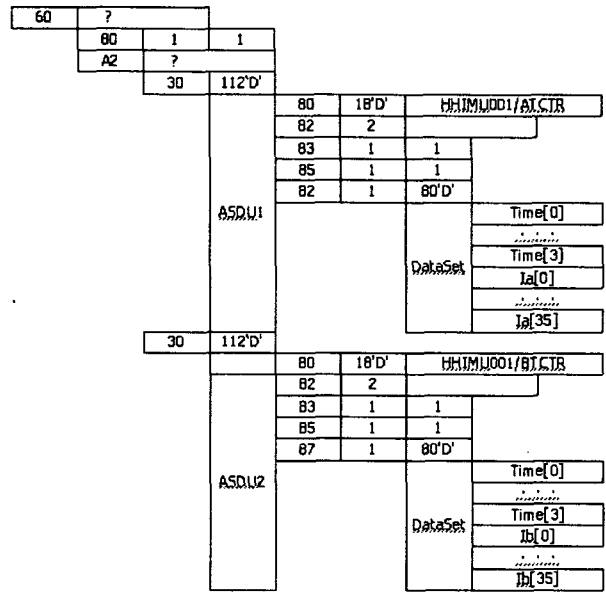 60 ?
80 1 1
A2 ?
30 112'D'
80 18'D' HHIMU001/ATCTR
82 2
83 1 1
85 1 1
82 1 80'D'
ASDU1
DataSet
Time[0]
......
Time[3]
Ia[0]
......
Ia[35]
30 112'D'
80 18'D' HHIMU001/BTCTR
82 2
83 1 1
85 1 1
87 1 80'D'
ASDU2
DataSet
Time[0]
......
Time[3]
Ib[0]
......
Ib[35]